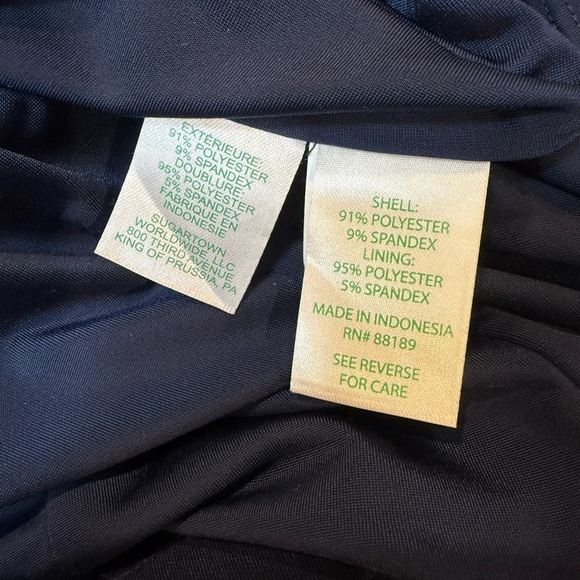 EXTÉRIEURE:
91% POLYESTER
9% SPANDEX
DOUBLURE:
95% POLYESTER
5% SPANDEX
FABRIQUE EN
INDONESIE
SUGARTOWN
WORLDWIDE, LLC
800 THIRD AVENUE
KING OF PRUSSIA, PA
SHELL:
91% POLYESTER
9% SPANDEX
LINING:
95% POLYESTER
5% SPANDEX
MADE IN INDONESIA
RN# 88189
SEE REVERSE
FOR CARE